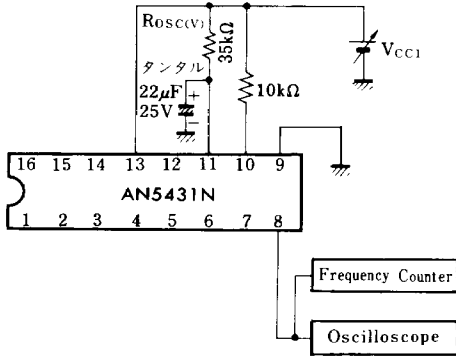 Rosc(V)
35kΩ
タンタル
22μF +
25V −
10kΩ
VCC1
16 15 14 13 12 11 10 9
AN5431N
1 2 3 4 5 6 7 8
Frequency Counter
Oscilloscope